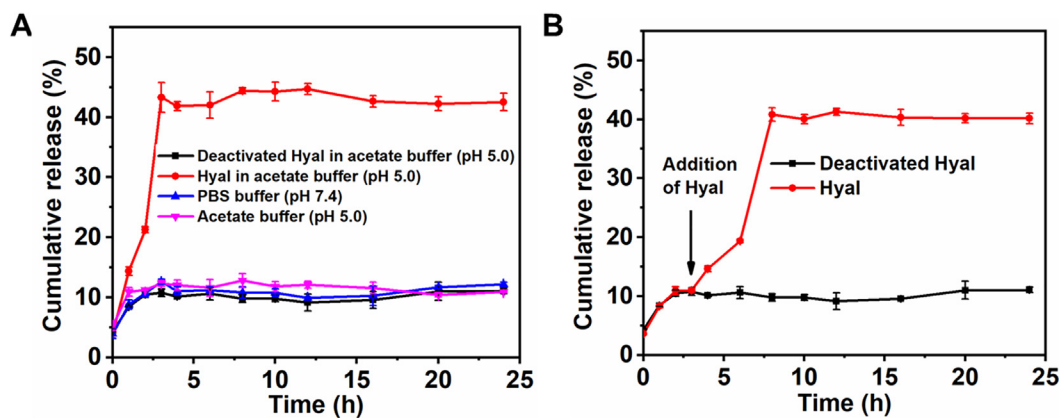 A
Cumulative release (%)
50
40
30
20
10
0
Deactivated Hyal in acetate buffer (pH 5.0)
Hyal in acetate buffer (pH 5.0)
PBS buffer (pH 7.4)
Acetate buffer (pH 5.0)
0 5 10 15 20 25
Time (h)
B
Cumulative release (%)
50
40
30
20
10
0
Addition
of Hyal
Deactivated Hyal
Hyal
0 5 10 15 20 25
Time (h)